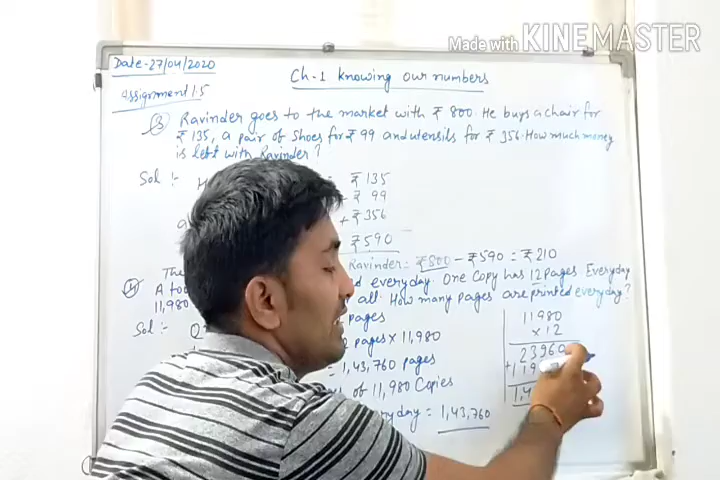 Made with KINEMASTER
Date-27/04/2020
Ch-1 knowing our numbers
Assignment 1.5
3 Ravinder goes to the market with ₹ 800. He buys a chair for
₹ 135, a pair of shoes for ₹ 99 and utensils for ₹ 356. How much money
is left with Ravinder?
Sol :-
₹ 135
₹ 99
+ ₹ 356
₹ 590
Ravinder = ₹800 - ₹590 = ₹210
4 everyday. One Copy has 12 pages Everyday
11,980 all. How many pages are printed everyday?
Sol :- pages
pages x 11,980
= 1,43,760 pages
of 11,980 Copies
= 1,43,760
11980
x 12
23960